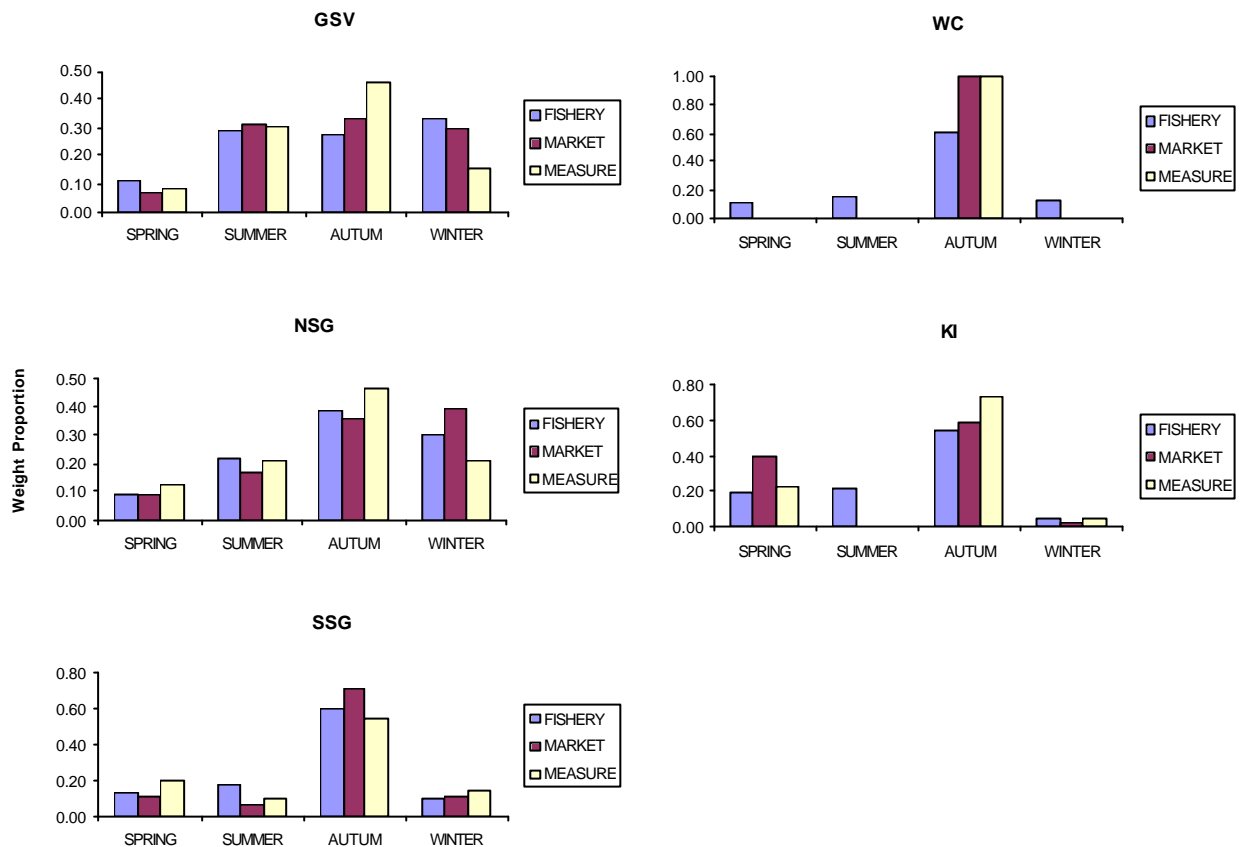 GSV
0.50
0.40
0.30
0.20
0.10
0.00
SPRING SUMMER AUTUM WINTER
FISHERY
MARKET
MEASURE
WC
1.00
0.80
0.60
0.40
0.20
0.00
SPRING SUMMER AUTUM WINTER
FISHERY
MARKET
MEASURE
Weight Proportion
NSG
0.50
0.40
0.30
0.20
0.10
0.00
SPRING SUMMER AUTUM WINTER
FISHERY
MARKET
MEASURE
KI
0.80
0.60
0.40
0.20
0.00
SPRING SUMMER AUTUM WINTER
FISHERY
MARKET
MEASURE
SSG
0.80
0.60
0.40
0.20
0.00
SPRING SUMMER AUTUM WINTER
FISHERY
MARKET
MEASURE